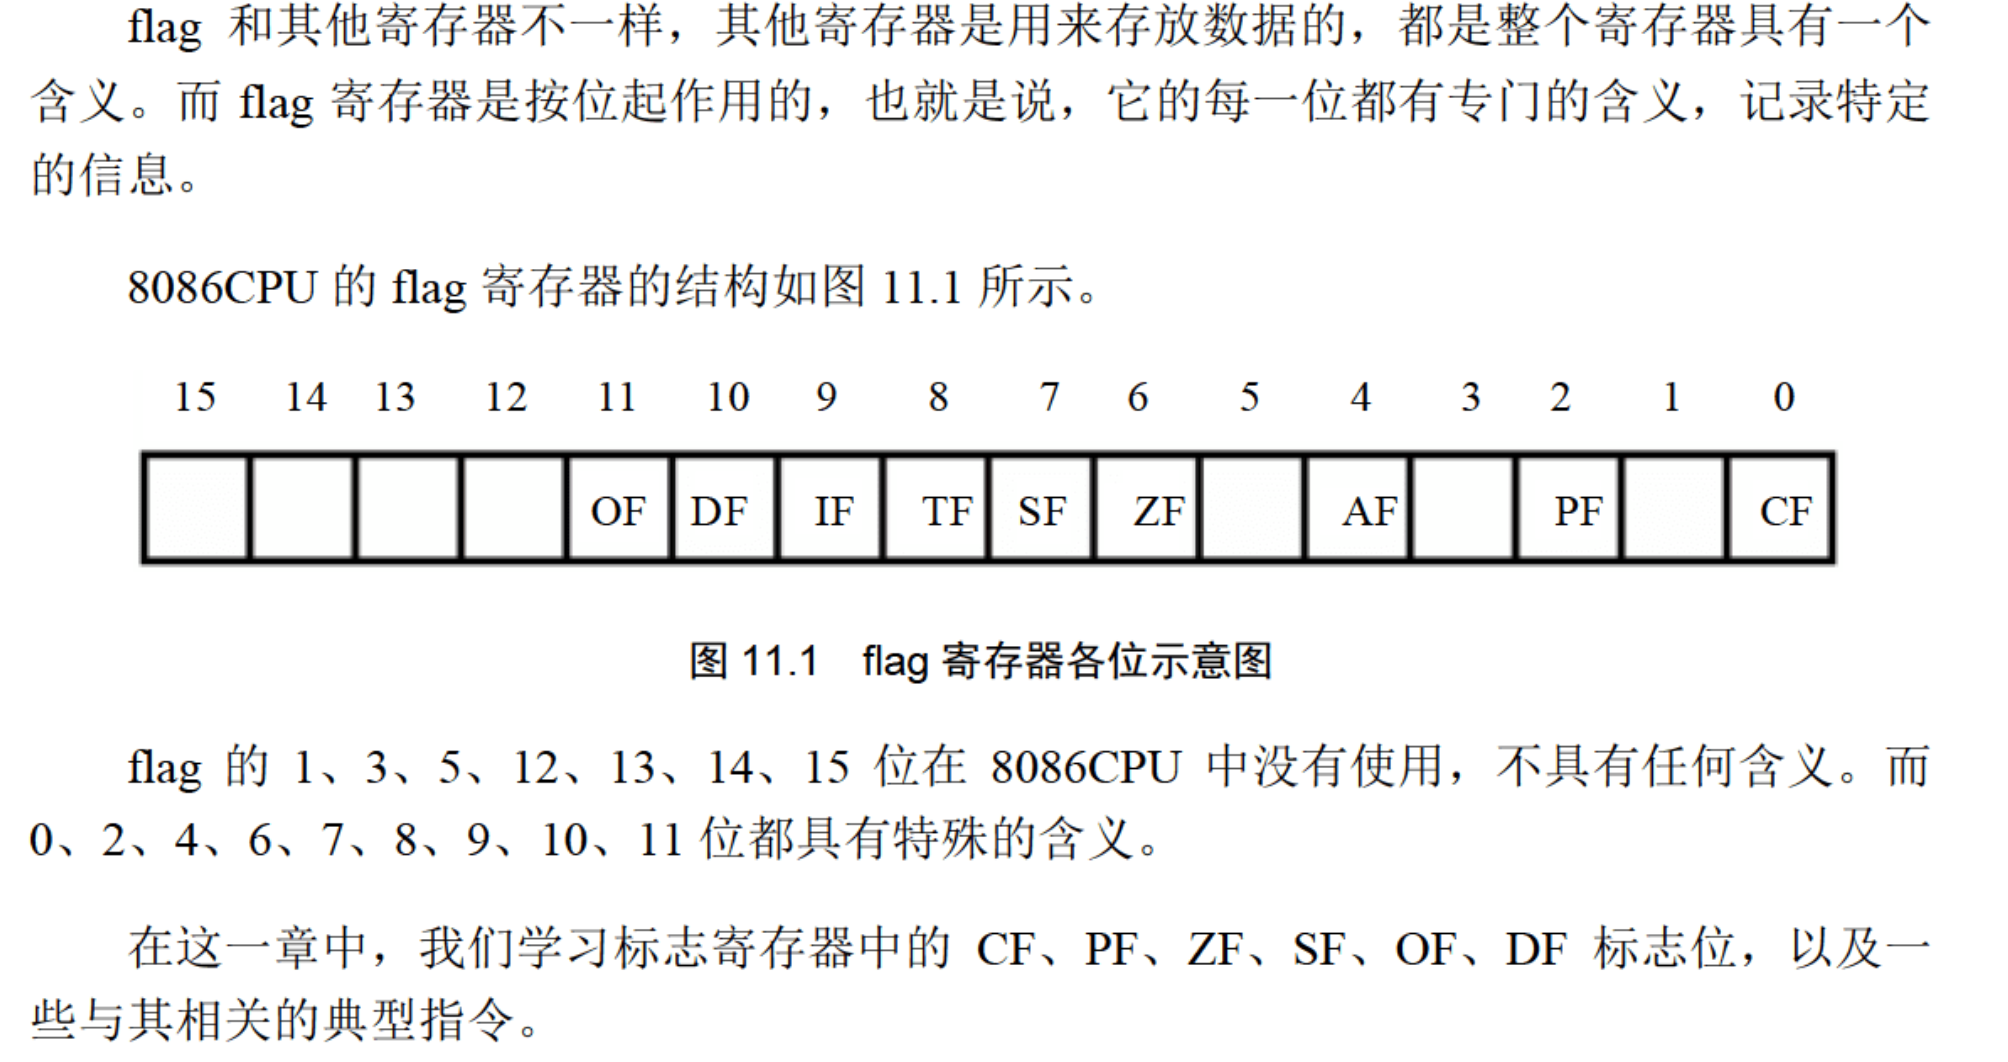 flag 和其他寄存器不一样，其他寄存器是用来存放数据的，都是整个寄存器具有一个
含义。而 flag 寄存器是按位起作用的，也就是说，它的每一位都有专门的含义，记录特定
的信息。
8086CPU 的 flag 寄存器的结构如图 11.1 所示。
15 14 13 12 11 10 9 8 7 6 5 4 3 2 1 0
OF DF IF TF SF ZF AF PF CF
图 11.1 flag 寄存器各位示意图
flag 的 1、3、5、12、13、14、15 位在 8086CPU 中没有使用，不具有任何含义。而
0、2、4、6、7、8、9、10、11 位都具有特殊的含义。
在这一章中，我们学习标志寄存器中的 CF、PF、ZF、SF、OF、DF 标志位，以及一
些与其相关的典型指令。